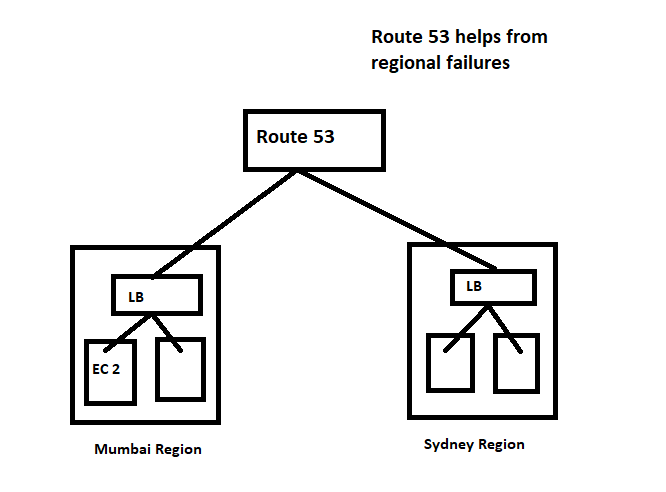 Route 53 helps from
regional failures
Route 53
LB
LB
EC 2
Mumbai Region
Sydney Region